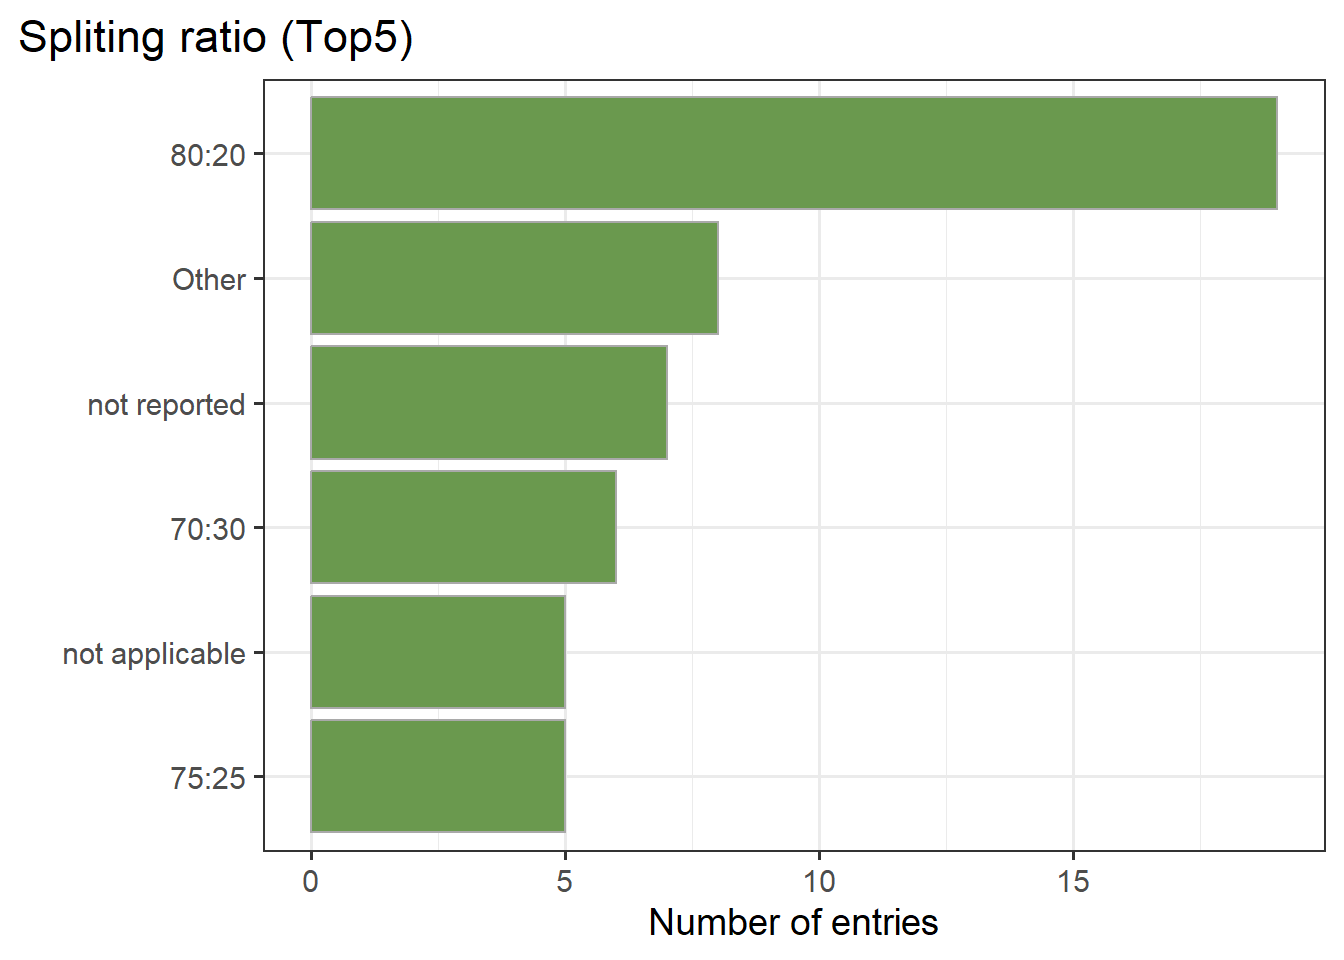 Spliting ratio (Top5)
80:20
Other
not reported
70:30
not applicable
75:25
0 5 10 15
Number of entries